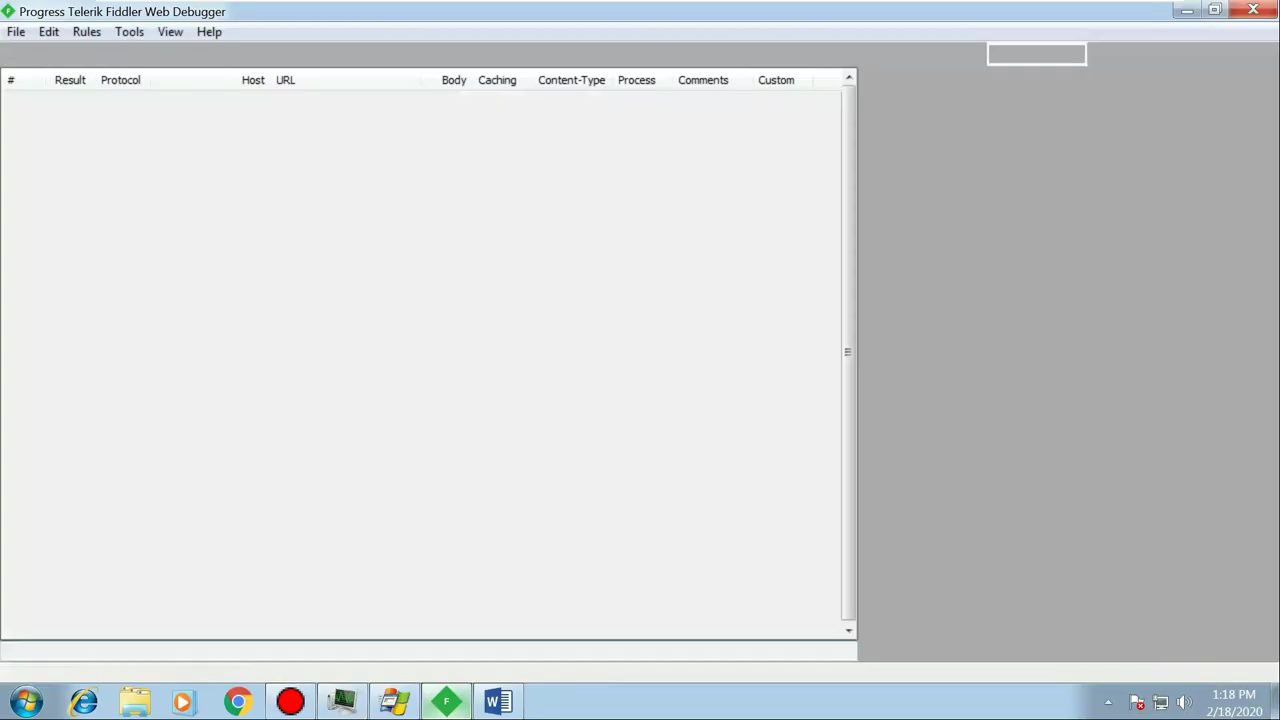 Progress Telerik Fiddler Web Debugger
File Edit Rules Tools View Help
# Result Protocol Host URL Body Caching Content-Type Process Comments Custom
1:18 PM
2/18/2020